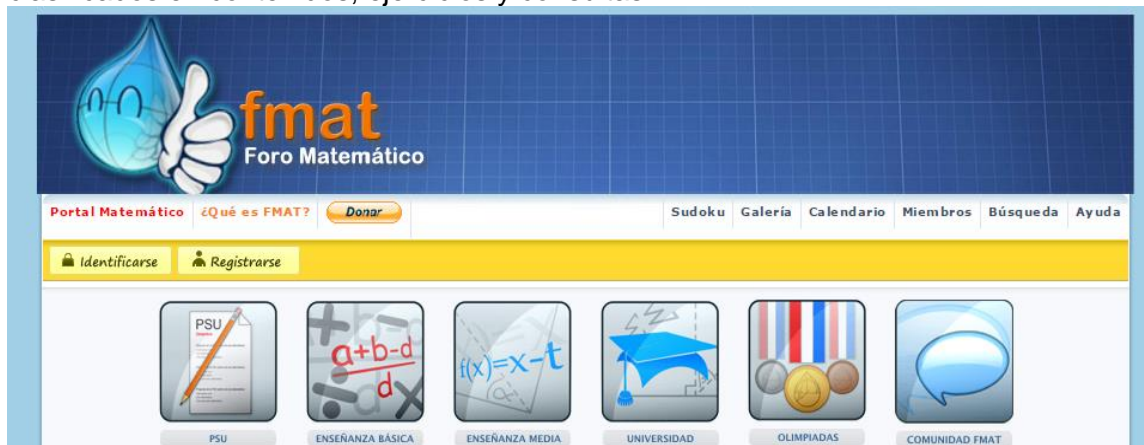 fmat
Foro Matemático
Portal Matemático ¿Qué es FMAT? Donar Sudoku Galería Calendario Miembros Búsqueda Ayuda
Identificarse Registrarse
PSU
a+b-d
d
f(x)=x-t
PSU ENSEÑANZA BÁSICA ENSEÑANZA MEDIA UNIVERSIDAD OLIMPIADAS COMUNIDAD FMAT